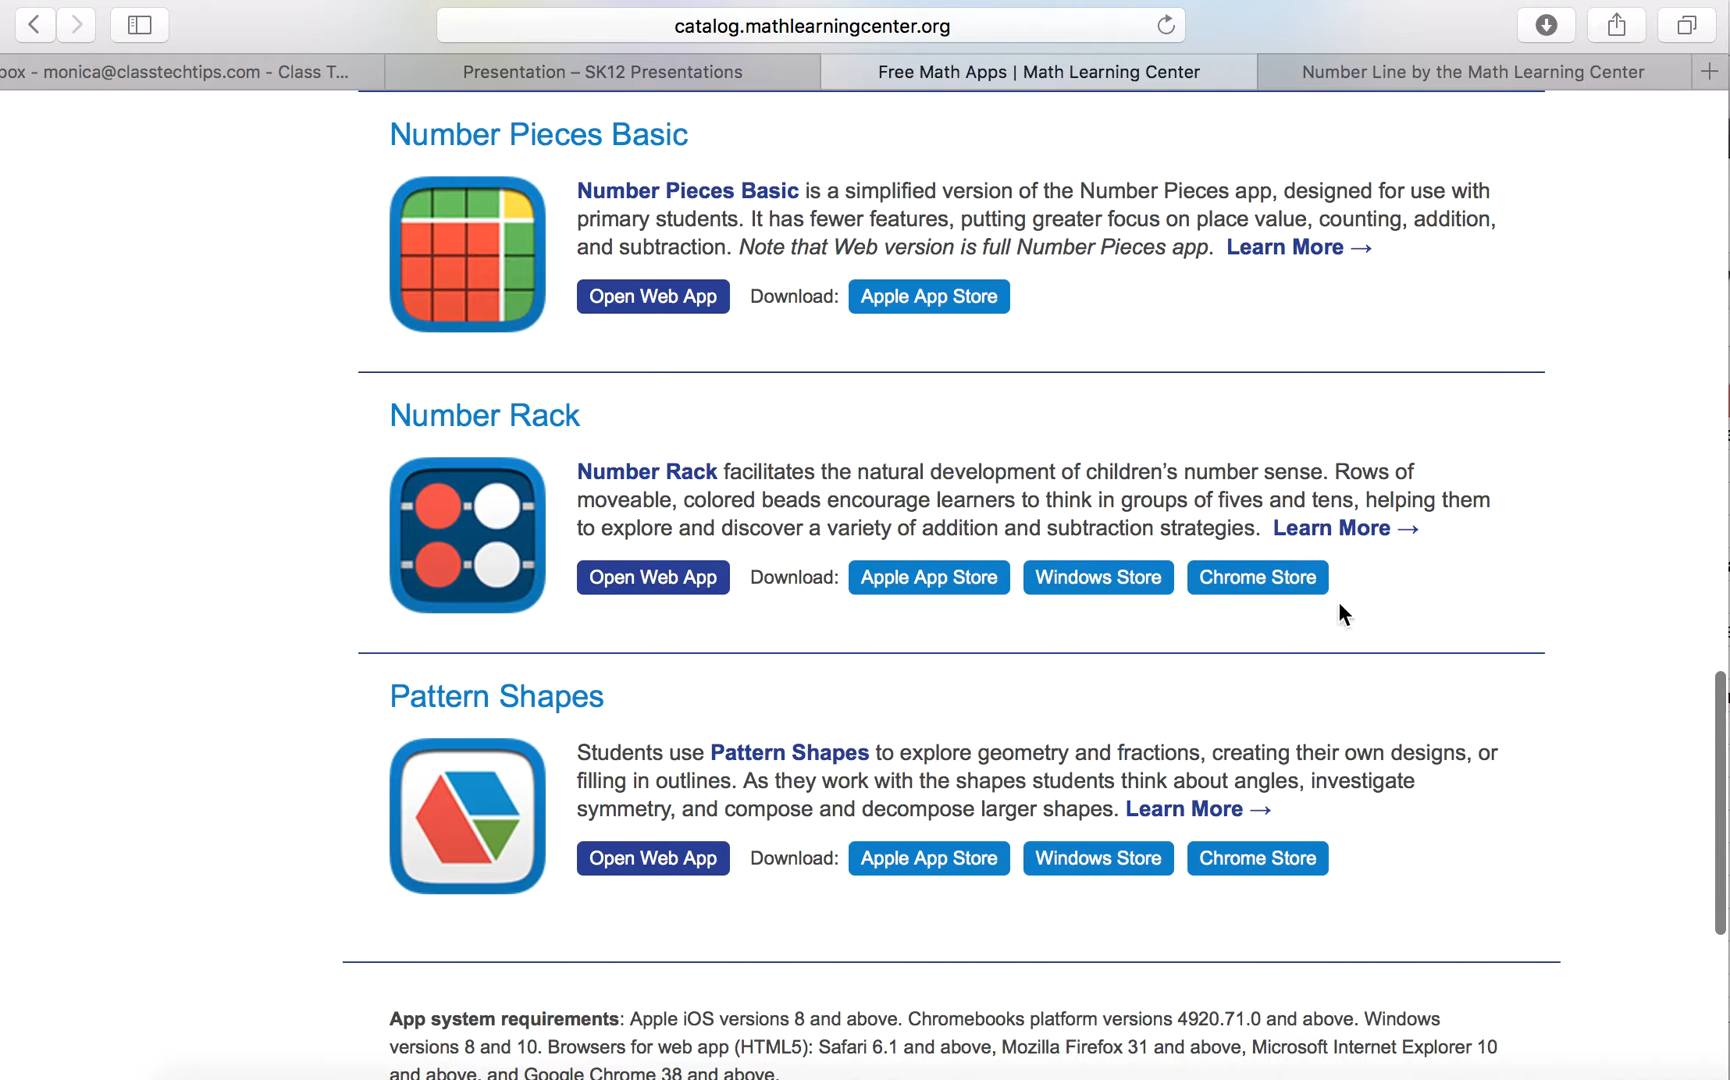 catalog.mathlearningcenter.org
box - monica@classtechtips.com - Class T...
Presentation – SK12 Presentations
Free Math Apps | Math Learning Center
Number Line by the Math Learning Center
Number Pieces Basic
Number Pieces Basic is a simplified version of the Number Pieces app, designed for use with
primary students. It has fewer features, putting greater focus on place value, counting, addition,
and subtraction. Note that Web version is full Number Pieces app. Learn More →
Open Web App Download: Apple App Store
Number Rack
Number Rack facilitates the natural development of children's number sense. Rows of
moveable, colored beads encourage learners to think in groups of fives and tens, helping them
to explore and discover a variety of addition and subtraction strategies. Learn More →
Open Web App Download: Apple App Store Windows Store Chrome Store
Pattern Shapes
Students use Pattern Shapes to explore geometry and fractions, creating their own designs, or
filling in outlines. As they work with the shapes students think about angles, investigate
symmetry, and compose and decompose larger shapes. Learn More →
Open Web App Download: Apple App Store Windows Store Chrome Store
App system requirements: Apple iOS versions 8 and above. Chromebooks platform versions 4920.71.0 and above. Windows
versions 8 and 10. Browsers for web app (HTML5): Safari 6.1 and above, Mozilla Firefox 31 and above, Microsoft Internet Explorer 10
and above, and Google Chrome 38 and above.